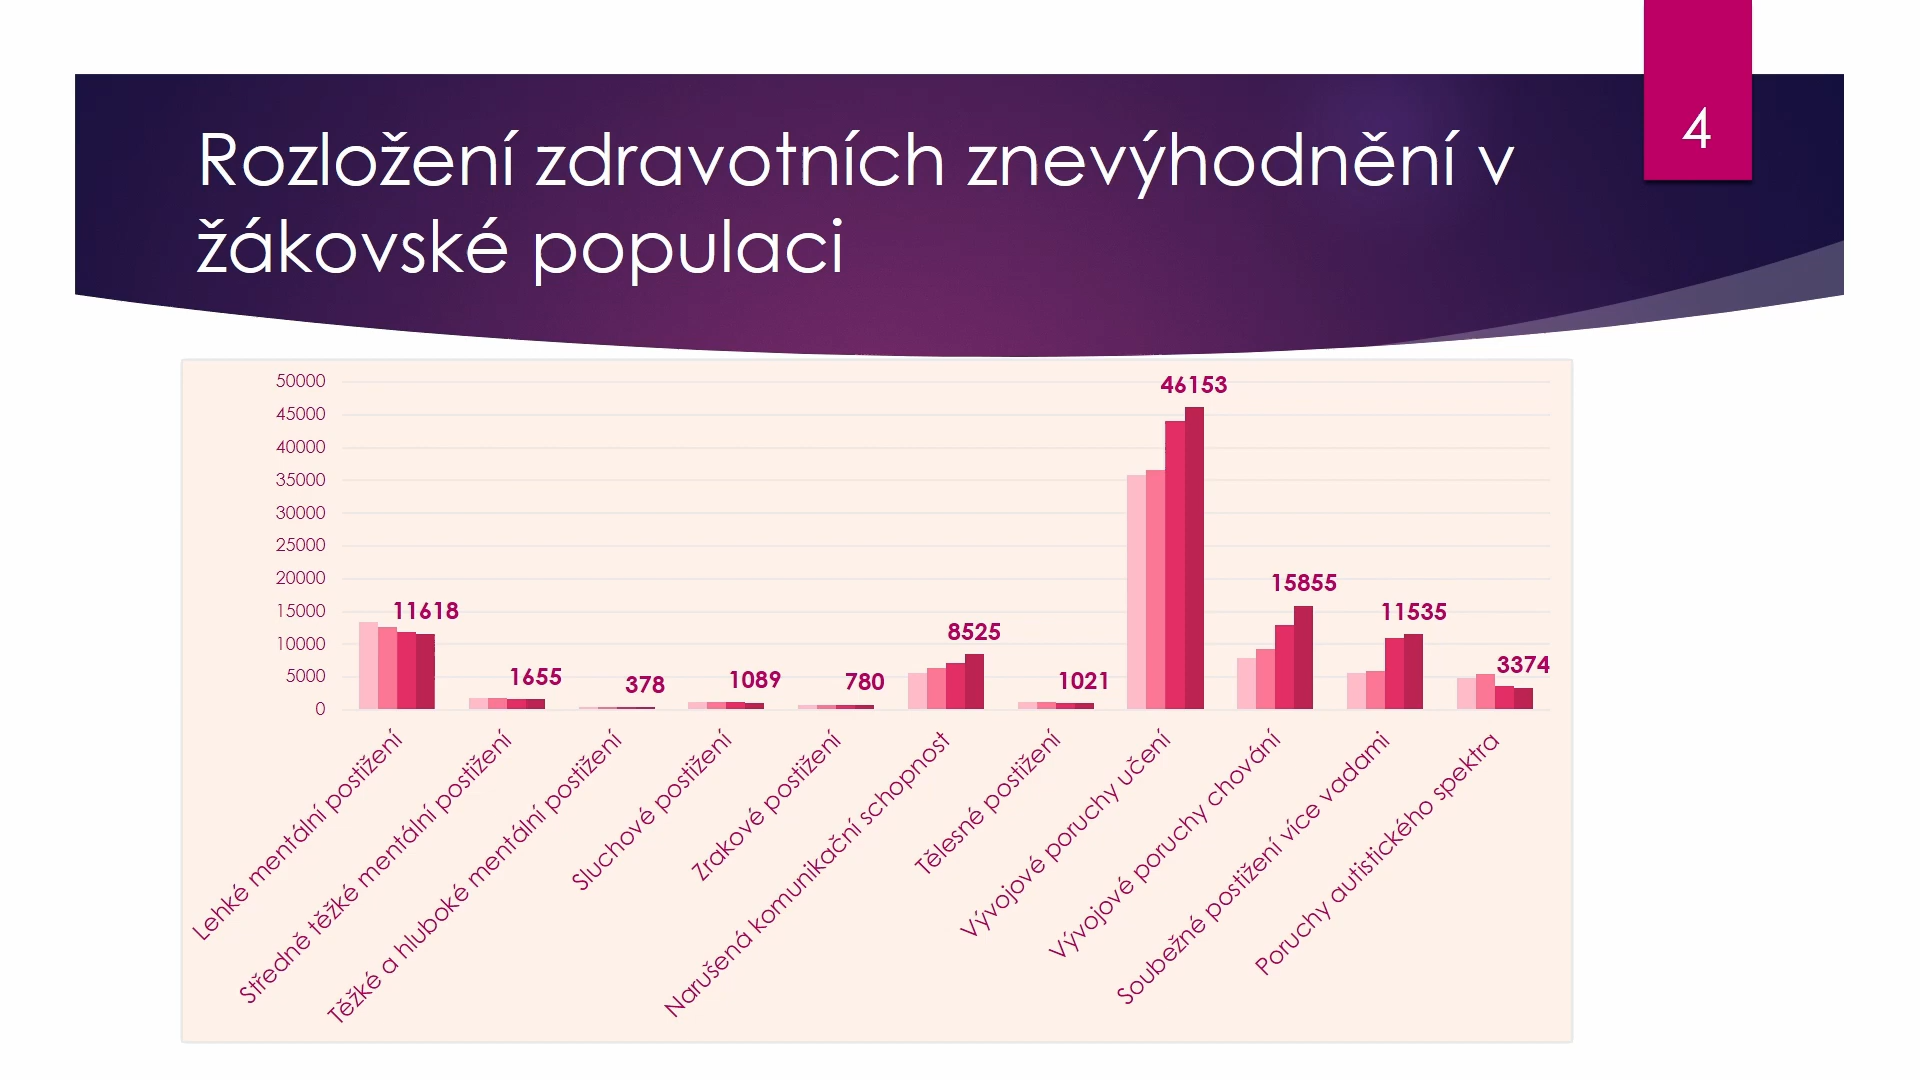 4
Rozložení zdravotních znevýhodnění v
žákovské populaci
50000
45000
40000
35000
30000
25000
20000
15000
10000
5000
0
11618
1655
378
1089
780
8525
1021
46153
15855
11535
3374
Lehké mentální postižení
Středně těžké mentální postižení
Těžké a hluboké mentální postižení
Sluchové postižení
Zrakové postižení
Narušená komunikační schopnost
Tělesné postižení
Vývojové poruchy učení
Vývojové poruchy chování
Soubežné postižení více vadami
Poruchy autistického spektra